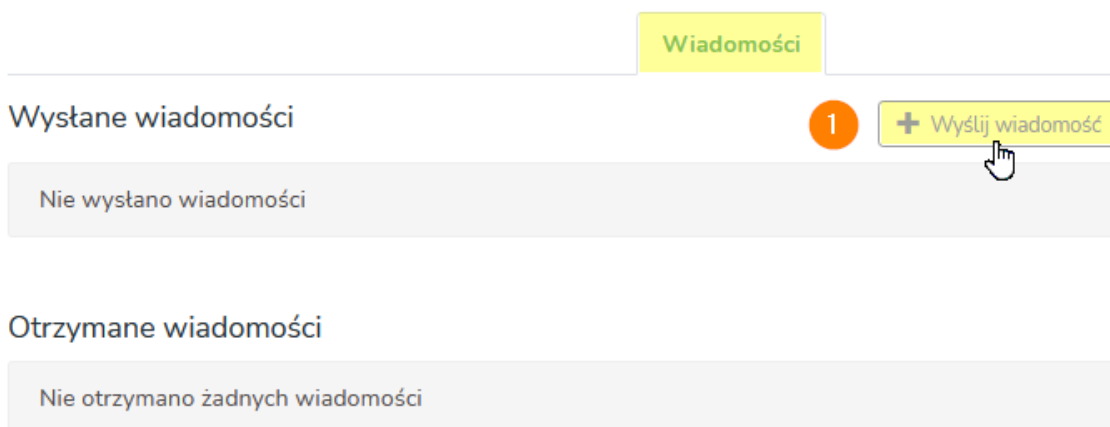 Wiadomości
Wysłane wiadomości
1
+ Wyślij wiadomość
Nie wysłano wiadomości
Otrzymane wiadomości
Nie otrzymano żadnych wiadomości